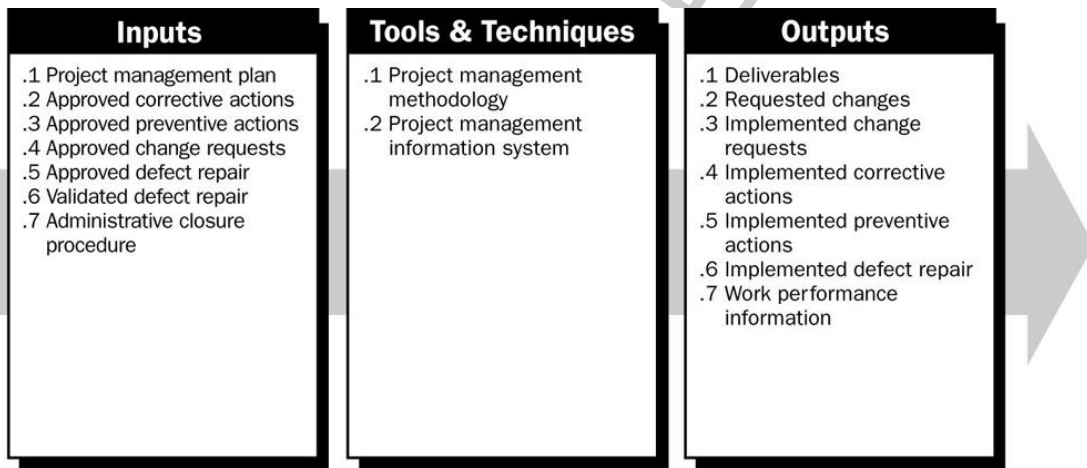 Inputs
.1 Project management plan
.2 Approved corrective actions
.3 Approved preventive actions
.4 Approved change requests
.5 Approved defect repair
.6 Validated defect repair
.7 Administrative closure
procedure
Tools & Techniques
.1 Project management
methodology
.2 Project management
information system
Outputs
.1 Deliverables
.2 Requested changes
.3 Implemented change
requests
.4 Implemented corrective
actions
.5 Implemented preventive
actions
.6 Implemented defect repair
.7 Work performance
information